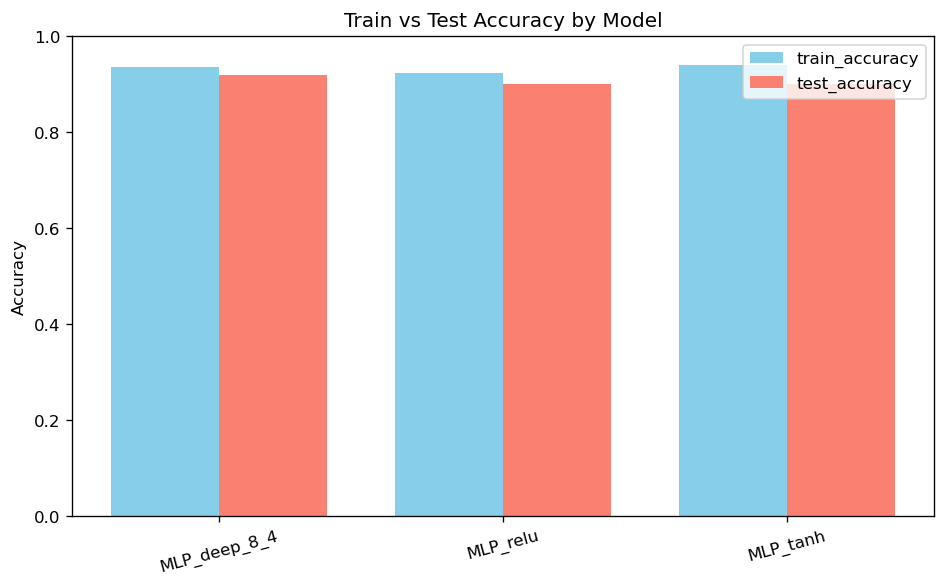 Train vs Test Accuracy by Model
train_accuracy
test_accuracy
Accuracy
1.0
0.8
0.6
0.4
0.2
0.0
MLP_deep_8_4
MLP_relu
MLP_tanh